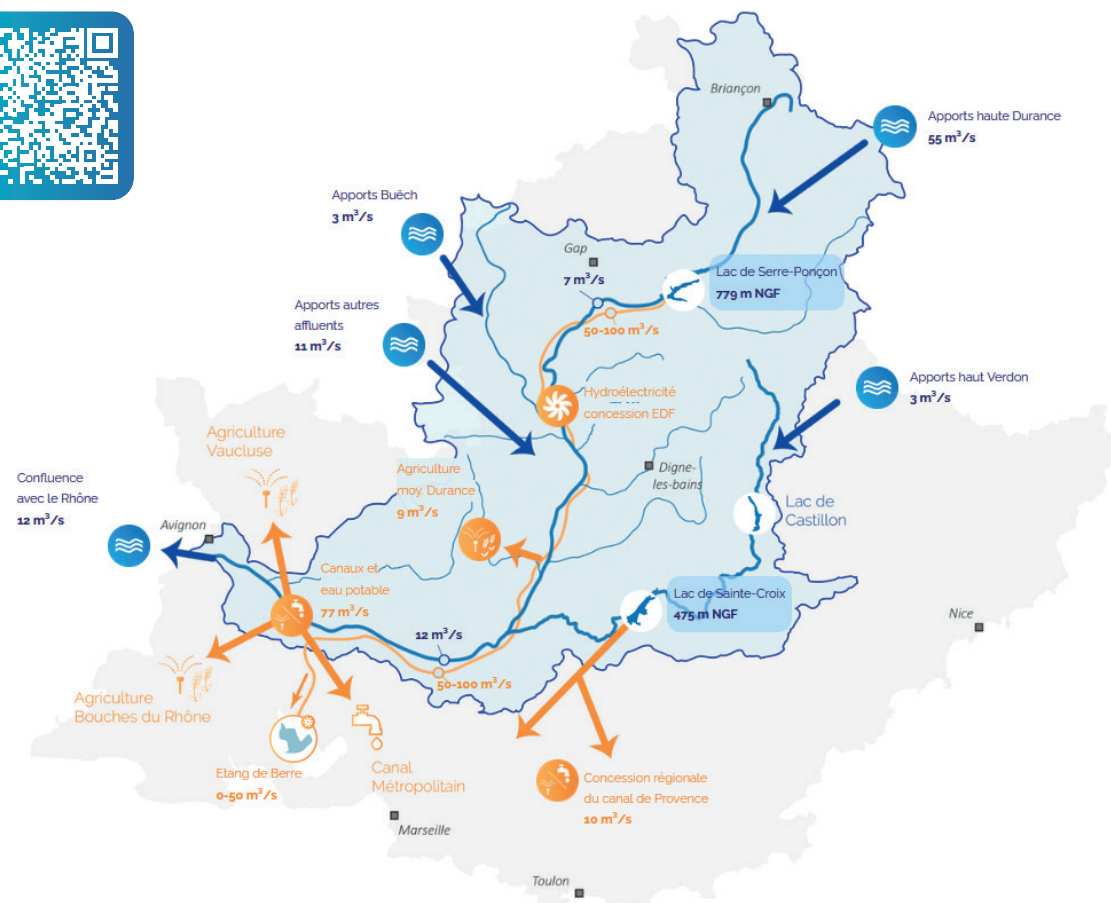 Briançon
Apports haute Durance
55 m³/s
Apports Buëch
3 m³/s
Gap
7 m³/s
Lac de Serre-Ponçon
779 m NGF
50-100 m³/s
Apports autres
affluents
11 m³/s
Hydroélectricité
concession EDF
Apports haut Verdon
3 m³/s
Agriculture
Vaucluse
Agriculture
moy. Durance
9 m³/s
Digne-
les-bains
Confluence
avec le Rhône
12 m³/s
Avignon
Lac de
Castillon
Canaux et
eau potable
77 m³/s
Lac de Sainte-Croix
475 m NGF
Nice
12 m³/s
50-100 m³/s
Agriculture
Bouches du Rhône
Etang de Berre
0-50 m³/s
Canal
Métropolitain
Concession régionale
du canal de Provence
10 m³/s
Marseille
Toulon